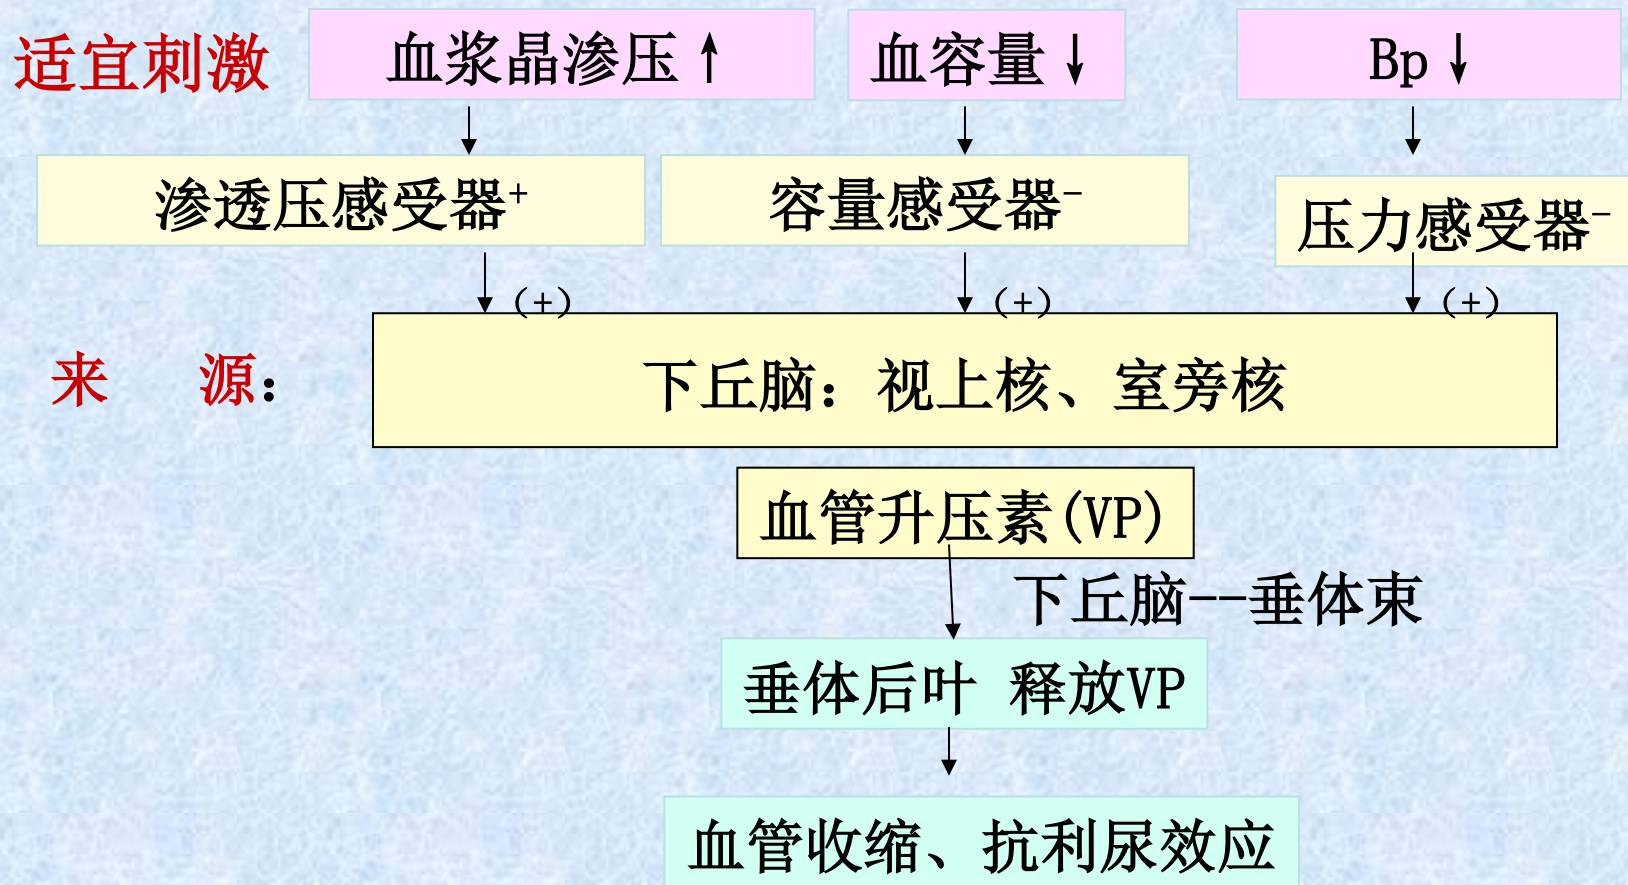 适宜刺激
血浆晶渗压↑
血容量↓
Bp↓
渗透压感受器⁺
容量感受器⁻
压力感受器⁻
(+)
(+)
(+)
来 源：
下丘脑：视上核、室旁核
血管升压素(VP)
下丘脑--垂体束
垂体后叶 释放VP
血管收缩、抗利尿效应